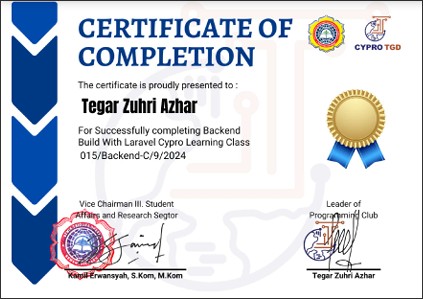 CERTIFICATE OF
COMPLETION
CYPRO TGD
The certificate is proudly presented to :
Tegar Zuhri Azhar
For Successfully completing Backend
Build With Laravel Cypro Learning Class
015/Backend-C/9/2024
Vice Chairman III. Student
Affairs and Research Segtor
Kamil Erwansyah, S.Kom, M.Kom
Leader of
Programming Club
Tegar Zuhri Azhar